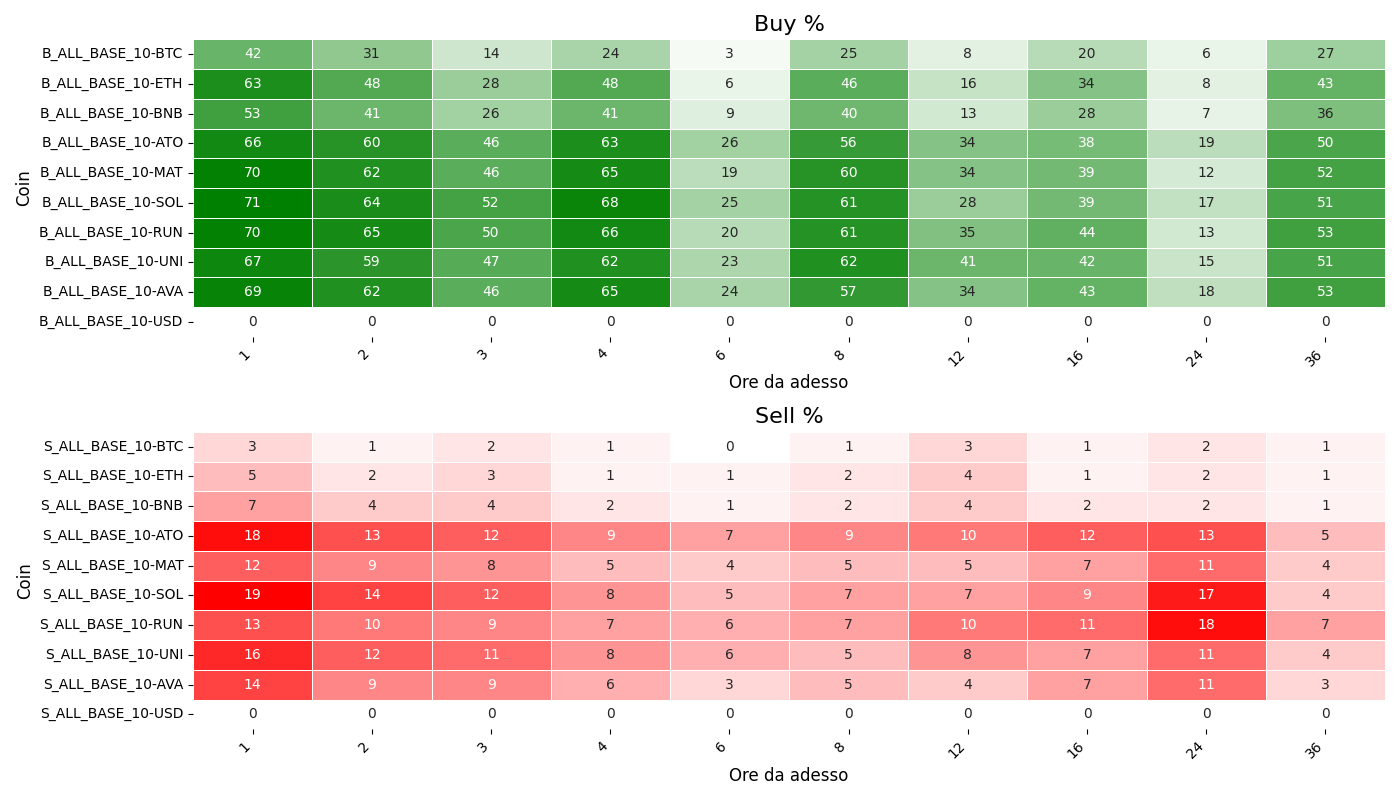 Buy %
Coin
B_ALL_BASE_10-BTC 42 31 14 24 3 25 8 20 6 27
B_ALL_BASE_10-ETH 63 48 28 48 6 46 16 34 8 43
B_ALL_BASE_10-BNB 53 41 26 41 9 40 13 28 7 36
B_ALL_BASE_10-ATO 66 60 46 63 26 56 34 38 19 50
B_ALL_BASE_10-MAT 70 62 46 65 19 60 34 39 12 52
B_ALL_BASE_10-SOL 71 64 52 68 25 61 28 39 17 51
B_ALL_BASE_10-RUN 70 65 50 66 20 61 35 44 13 53
B_ALL_BASE_10-UNI 67 59 47 62 23 62 41 42 15 51
B_ALL_BASE_10-AVA 69 62 46 65 24 57 34 43 18 53
B_ALL_BASE_10-USD 0 0 0 0 0 0 0 0 0 0
1 2 3 4 6 8 12 16 24 36
Ore da adesso
Sell %
Coin
S_ALL_BASE_10-BTC 3 1 2 1 0 1 3 1 2 1
S_ALL_BASE_10-ETH 5 2 3 1 1 2 4 1 2 1
S_ALL_BASE_10-BNB 7 4 4 2 1 2 4 2 2 1
S_ALL_BASE_10-ATO 18 13 12 9 7 9 10 12 13 5
S_ALL_BASE_10-MAT 12 9 8 5 4 5 5 7 11 4
S_ALL_BASE_10-SOL 19 14 12 8 5 7 7 9 17 4
S_ALL_BASE_10-RUN 13 10 9 7 6 7 10 11 18 7
S_ALL_BASE_10-UNI 16 12 11 8 6 5 8 7 11 4
S_ALL_BASE_10-AVA 14 9 9 6 3 5 4 7 11 3
S_ALL_BASE_10-USD 0 0 0 0 0 0 0 0 0 0
1 2 3 4 6 8 12 16 24 36
Ore da adesso